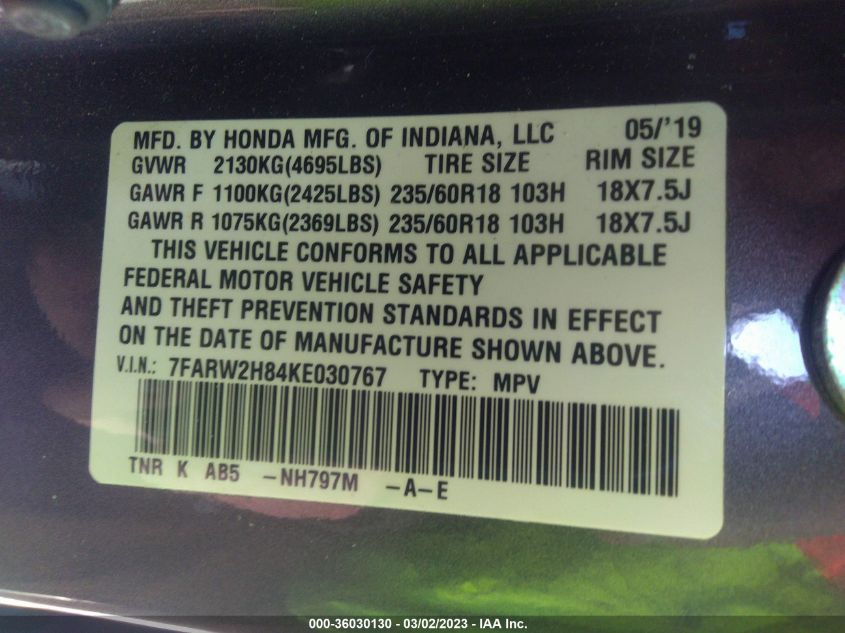 MFD. BY HONDA MFG. OF INDIANA, LLC 05/'19
GVWR 2130KG(4695LBS) TIRE SIZE RIM SIZE
GAWR F 1100KG(2425LBS) 235/60R18 103H 18X7.5J
GAWR R 1075KG(2369LBS) 235/60R18 103H 18X7.5J
THIS VEHICLE CONFORMS TO ALL APPLICABLE
FEDERAL MOTOR VEHICLE SAFETY
AND THEFT PREVENTION STANDARDS IN EFFECT
ON THE DATE OF MANUFACTURE SHOWN ABOVE.
V.I.N.: 7FARW2H84KE030767 TYPE: MPV
TNR K AB5 -NH797M -A-E
000-36030130 - 03/02/2023 - IAA Inc.